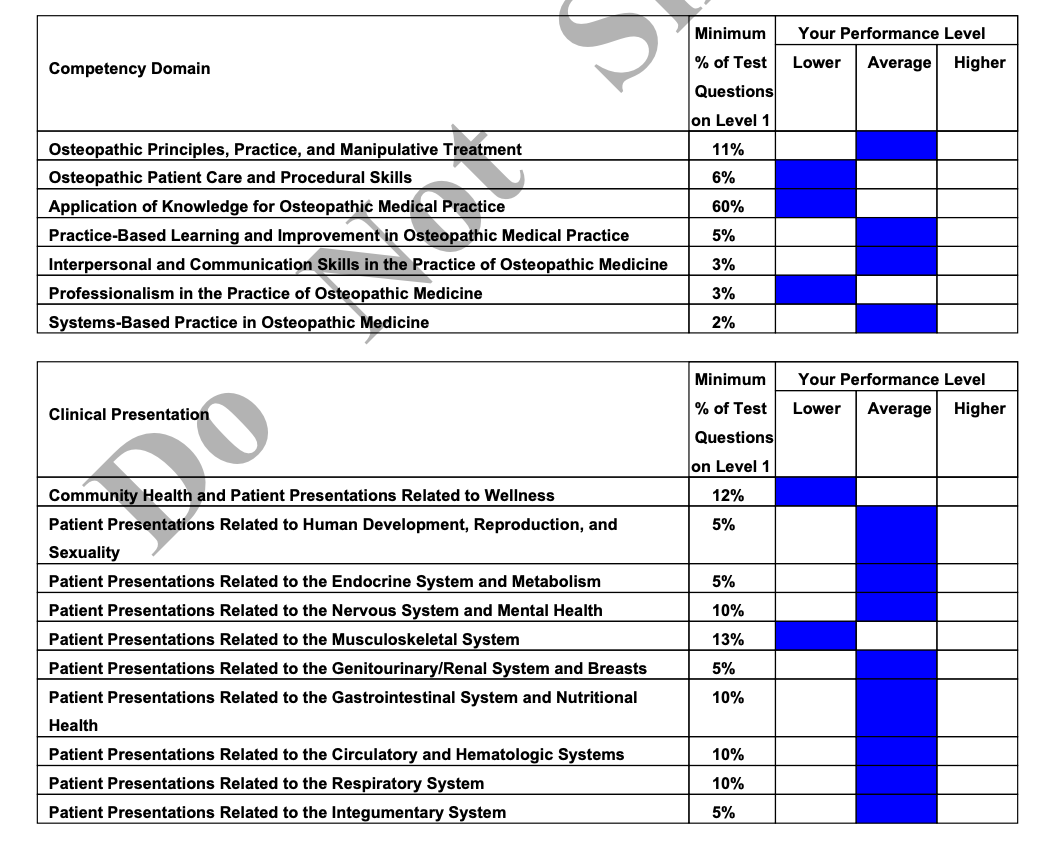 Competency Domain
Minimum
% of Test
Questions
on Level 1
Your Performance Level
Lower Average Higher
Osteopathic Principles, Practice, and Manipulative Treatment 11%
Osteopathic Patient Care and Procedural Skills 6%
Application of Knowledge for Osteopathic Medical Practice 60%
Practice-Based Learning and Improvement in Osteopathic Medical Practice 5%
Interpersonal and Communication Skills in the Practice of Osteopathic Medicine 3%
Professionalism in the Practice of Osteopathic Medicine 3%
Systems-Based Practice in Osteopathic Medicine 2%
Clinical Presentation
Minimum
% of Test
Questions
on Level 1
Your Performance Level
Lower Average Higher
Community Health and Patient Presentations Related to Wellness 12%
Patient Presentations Related to Human Development, Reproduction, and 5%
Sexuality
Patient Presentations Related to the Endocrine System and Metabolism 5%
Patient Presentations Related to the Nervous System and Mental Health 10%
Patient Presentations Related to the Musculoskeletal System 13%
Patient Presentations Related to the Genitourinary/Renal System and Breasts 5%
Patient Presentations Related to the Gastrointestinal System and Nutritional 10%
Health
Patient Presentations Related to the Circulatory and Hematologic Systems 10%
Patient Presentations Related to the Respiratory System 10%
Patient Presentations Related to the Integumentary System 5%
Do Not